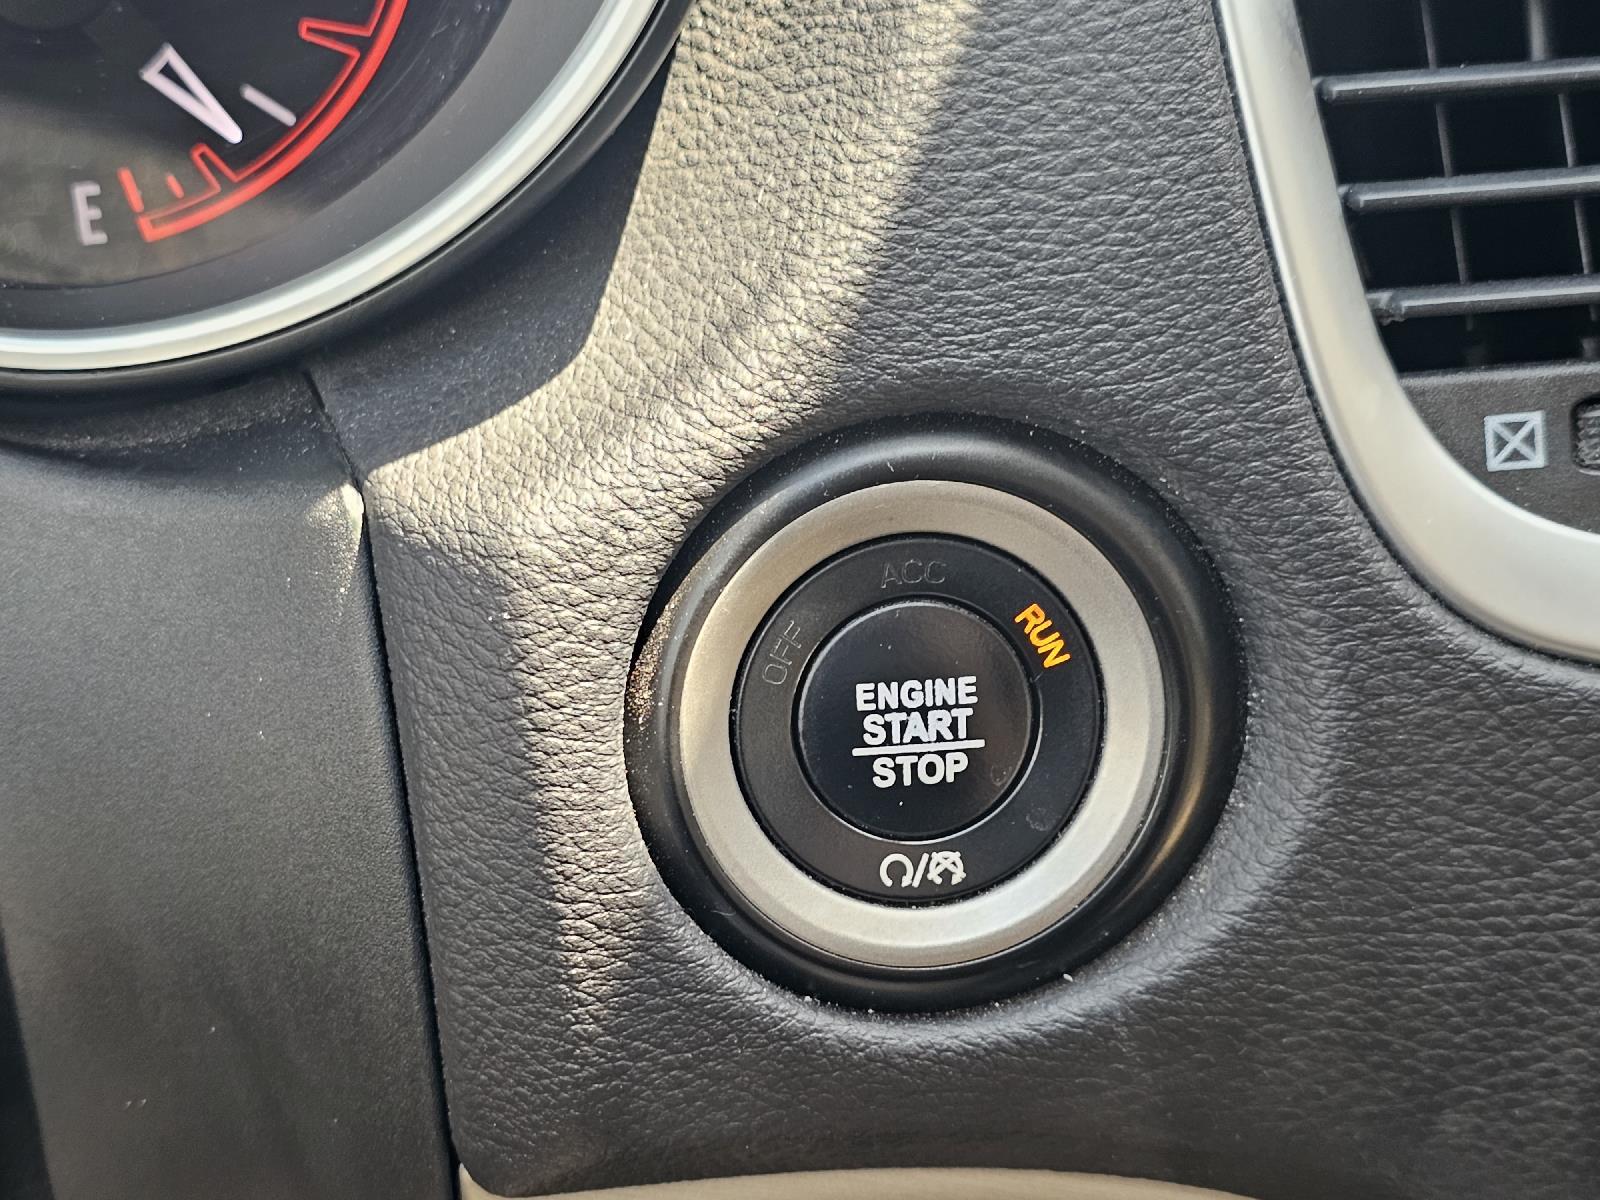 E
ACC
OFF
RUN
ENGINE
START
STOP